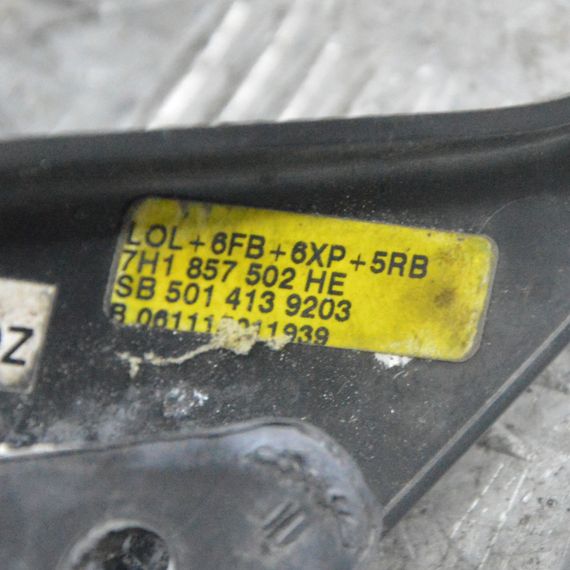 LOL+6FB+6XP+5RB
7H1 857 502 HE
SB 501 413 9203